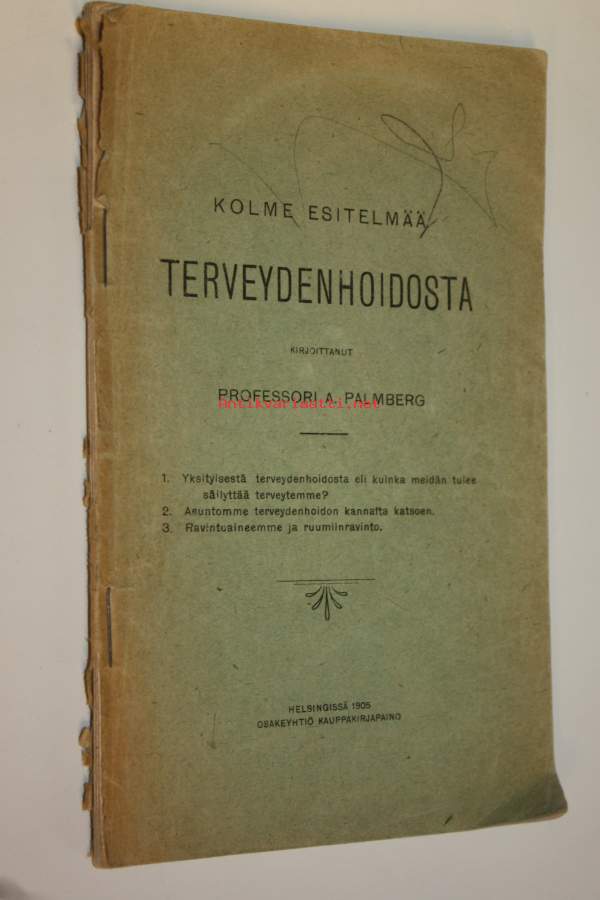 KOLME ESITELMÄÄ
TERVEYDENHOIDOSTA
KIRJOITTANUT
PROFESSORI A. PALMBERG
antikvariaatti.net
1. Yksityisestä terveydenhoidosta eli kuinka meidän tulee
säilyttää terveytemme?
2. Asuntomme terveydenhoidon kannalta katsoen.
3. Ravintoaineemme ja ruumiinravinto.
HELSINGISSÄ 1905
OSAKEYHTIÖ KAUPPAKIRJAPAINO